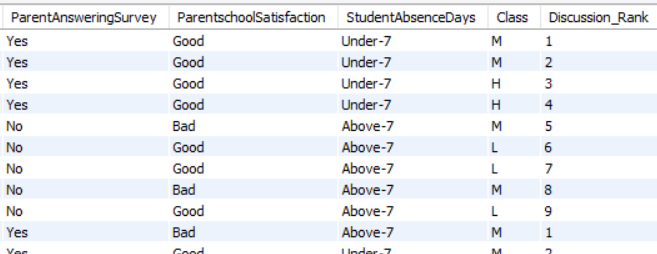 ParentAnsweringSurvey ParentschoolSatisfaction StudentAbsenceDays Class Discussion_Rank
Yes Good Under-7 M 1
Yes Good Under-7 M 2
Yes Good Under-7 H 3
Yes Good Under-7 H 4
No Bad Above-7 M 5
No Good Above-7 L 6
No Good Above-7 L 7
No Bad Above-7 M 8
No Good Above-7 L 9
Yes Bad Above-7 M 1
Yes Good Under-7 M 2